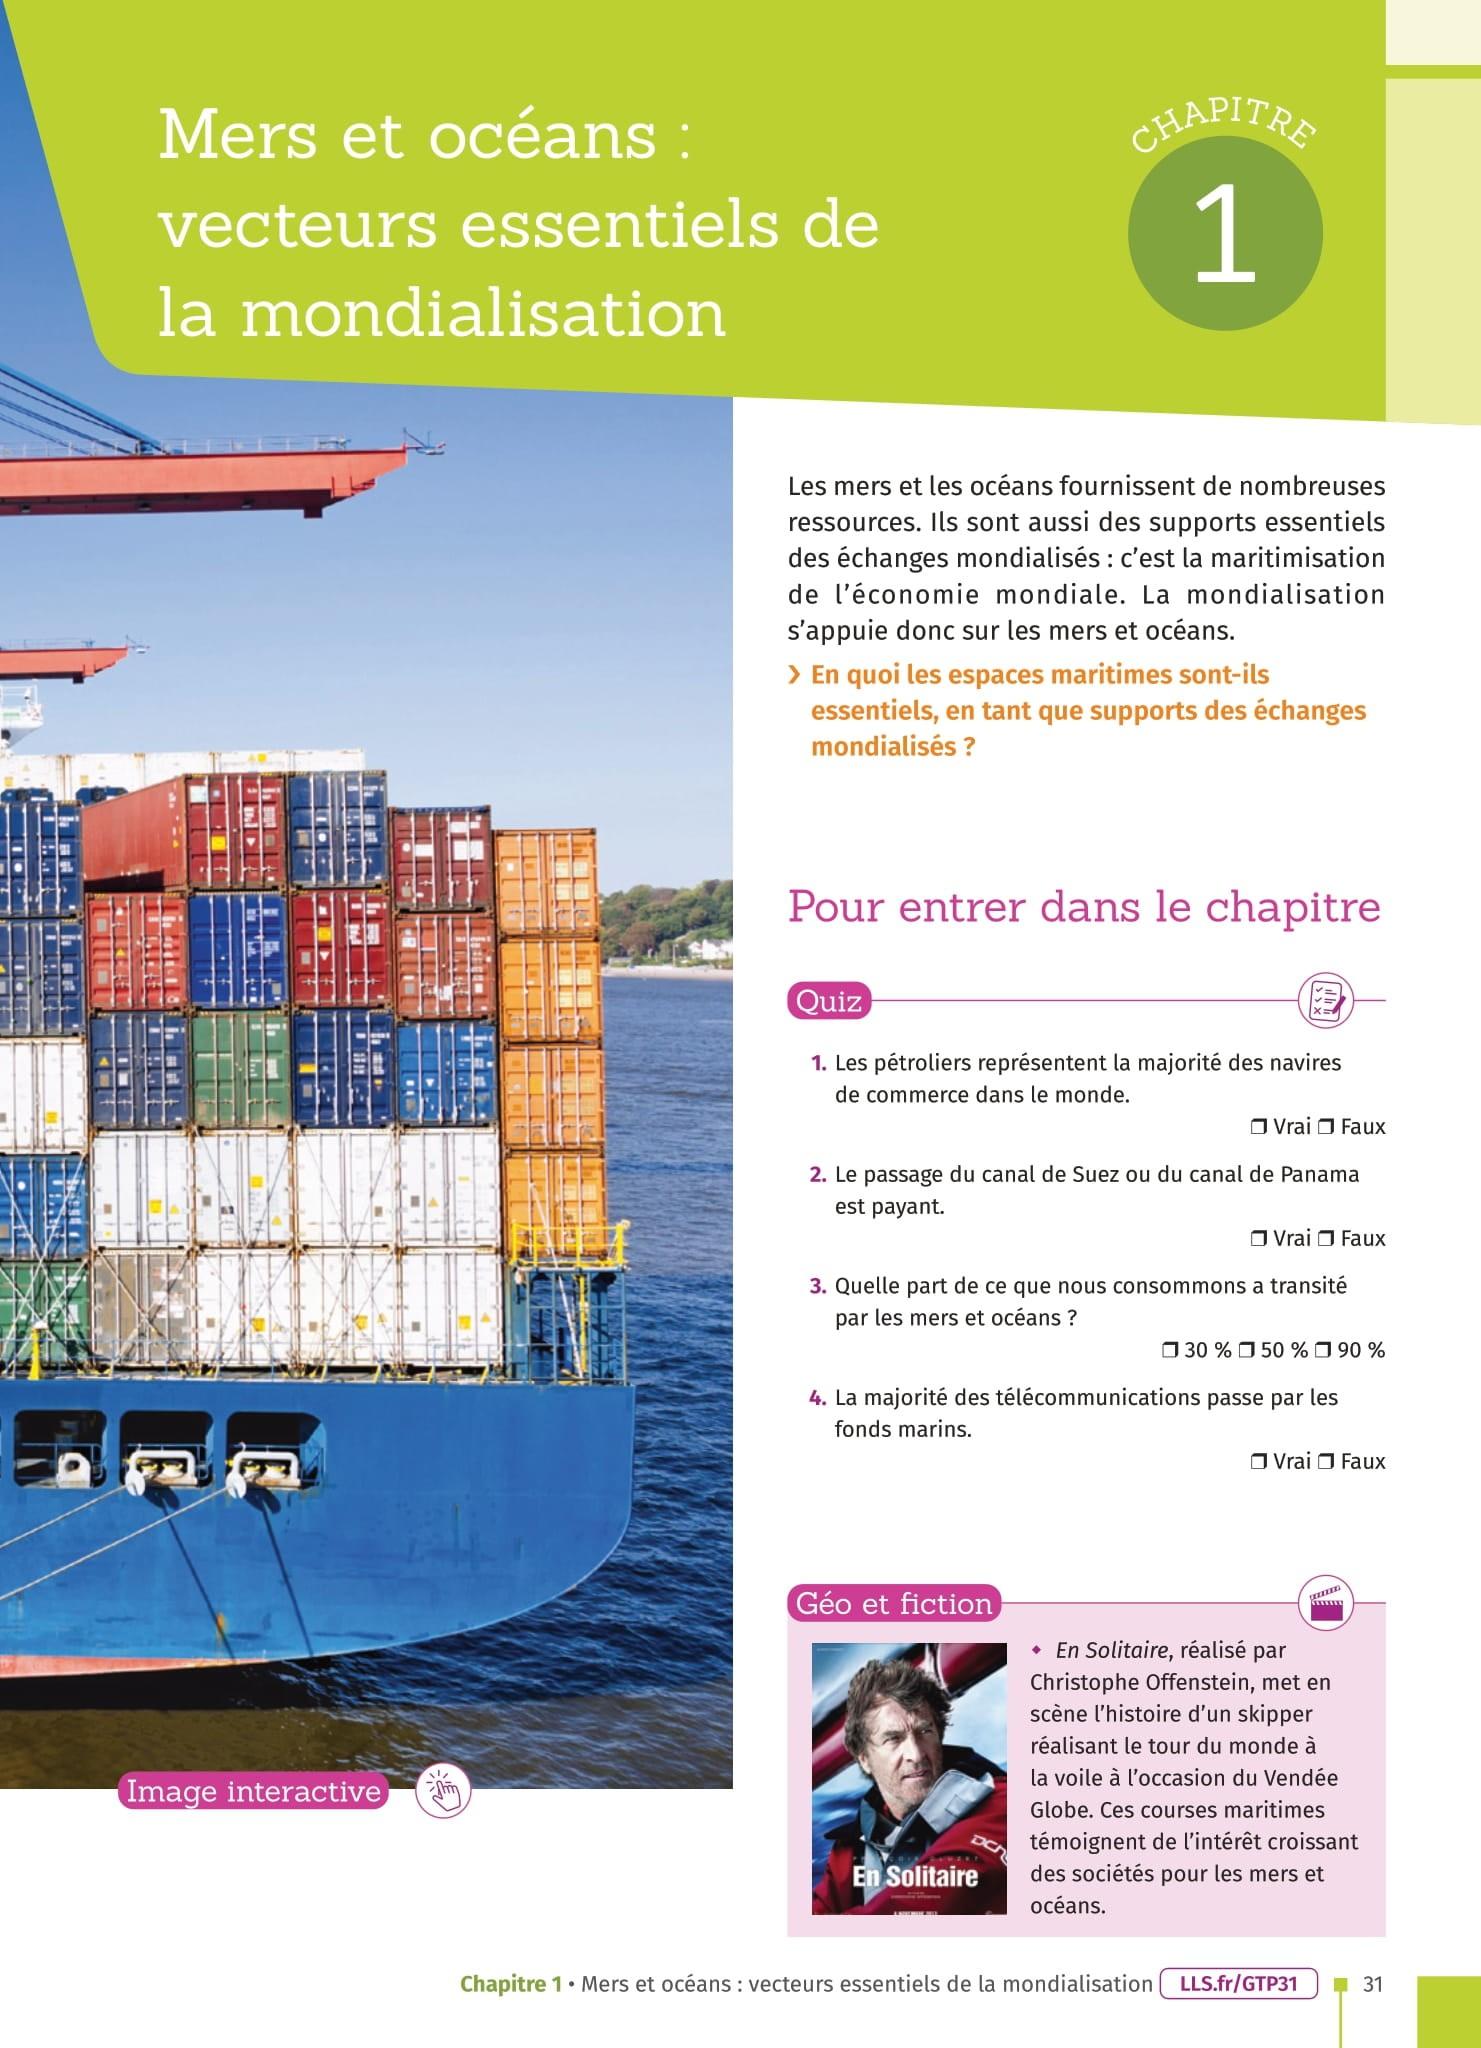 Mers et océans :
vecteurs essentiels de
la mondialisation
CHAPITRE
1
Les mers et les océans fournissent de nombreuses
ressources. Ils sont aussi des supports essentiels
des échanges mondialisés : c’est la maritimisation
de l’économie mondiale. La mondialisation
s’appuie donc sur les mers et océans.
› En quoi les espaces maritimes sont-ils
essentiels, en tant que supports des échanges
mondialisés ?
Pour entrer dans le chapitre
Quiz
1. Les pétroliers représentent la majorité des navires
de commerce dans le monde.
❒ Vrai ❒ Faux
2. Le passage du canal de Suez ou du canal de Panama
est payant.
❒ Vrai ❒ Faux
3. Quelle part de ce que nous consommons a transité
par les mers et océans ?
❒ 30 % ❒ 50 % ❒ 90 %
4. La majorité des télécommunications passe par les
fonds marins.
❒ Vrai ❒ Faux
Géo et fiction
◆ En Solitaire, réalisé par
Christophe Offenstein, met en
scène l’histoire d’un skipper
réalisant le tour du monde à
la voile à l’occasion du Vendée
Globe. Ces courses maritimes
témoignent de l’intérêt croissant
des sociétés pour les mers et
océans.
FRANÇOIS CLUZET
En Solitaire
Image interactive
Chapitre 1 • Mers et océans : vecteurs essentiels de la mondialisation LLS.fr/GTP31 31